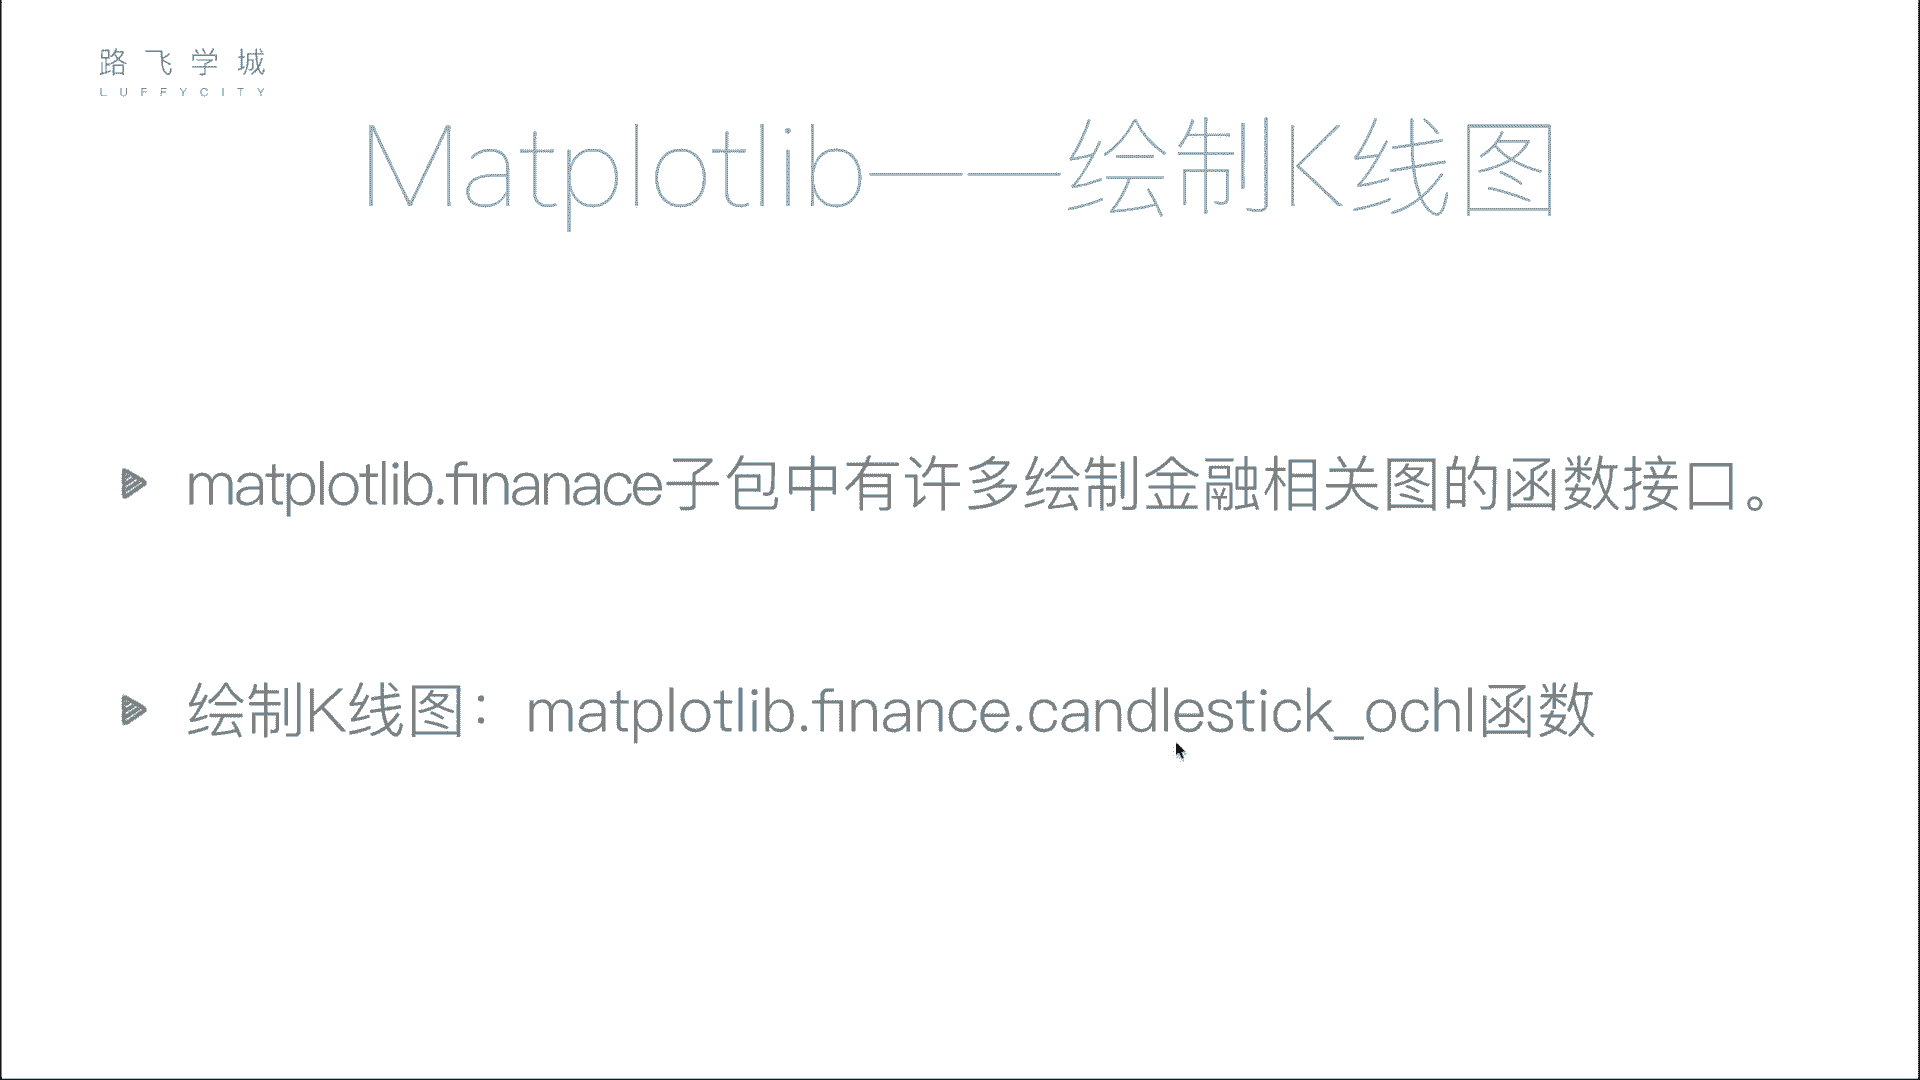 路飞学城
LUFFYCITY
Matplotlib——绘制K线图
matplotlib.finanace子包中有许多绘制金融相关图的函数接口。
绘制K线图：matplotlib.finance.candlestick_ochl函数